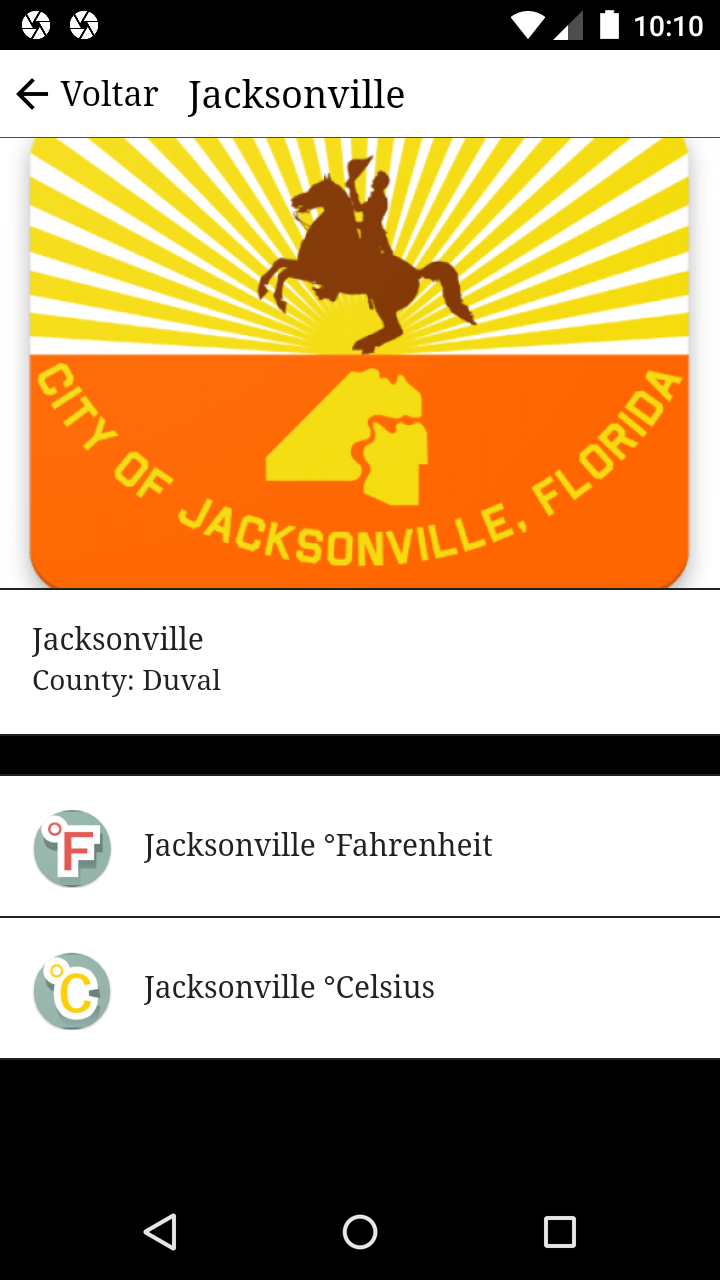 10:10
Voltar Jacksonville
CITY OF JACKSONVILLE, FLORIDA
Jacksonville
County: Duval
°F Jacksonville °Fahrenheit
°C Jacksonville °Celsius